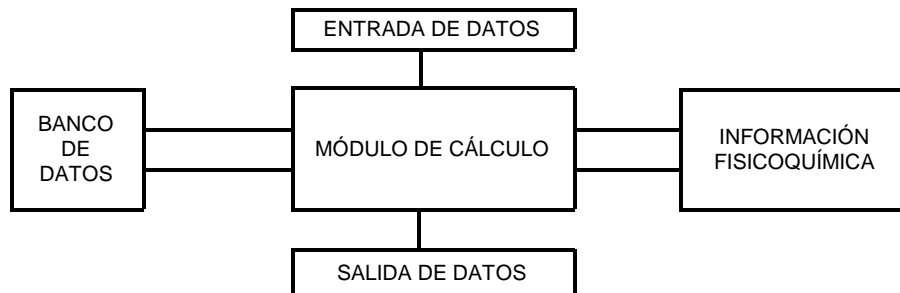 ENTRADA DE DATOS
BANCO
DE
DATOS
MÓDULO DE CÁLCULO
INFORMACIÓN
FISICOQUÍMICA
SALIDA DE DATOS